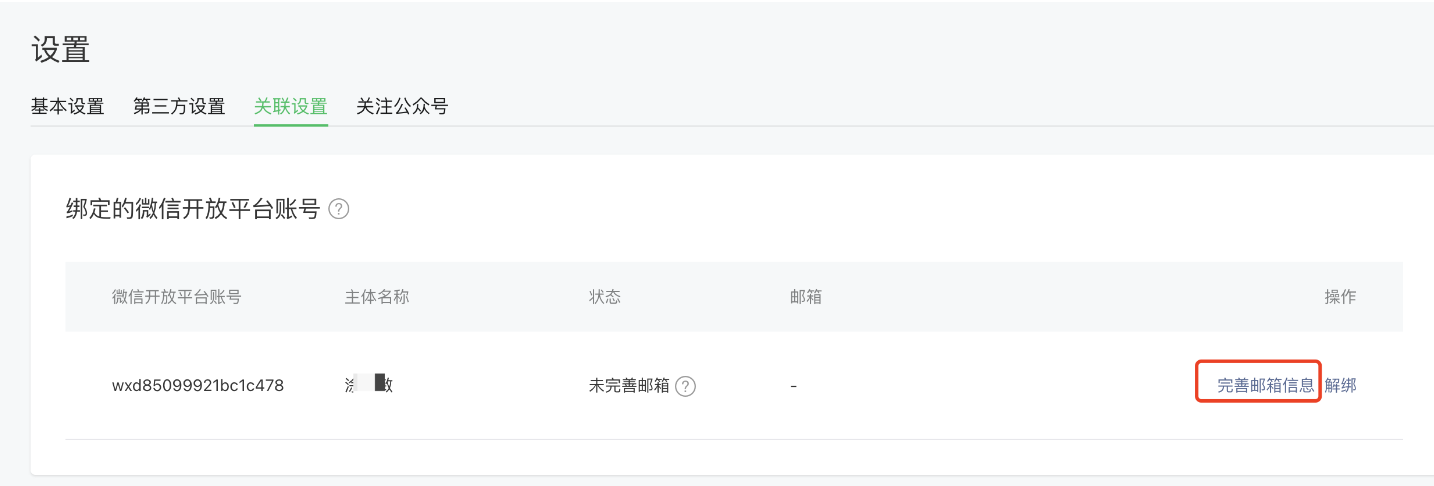 设置
基本设置 第三方设置 关联设置 关注公众号
绑定的微信开放平台账号 ?
微信开放平台账号 主体名称 状态 邮箱 操作
wxd85099921bc1c478 未完善邮箱 ? - 完善邮箱信息 解绑